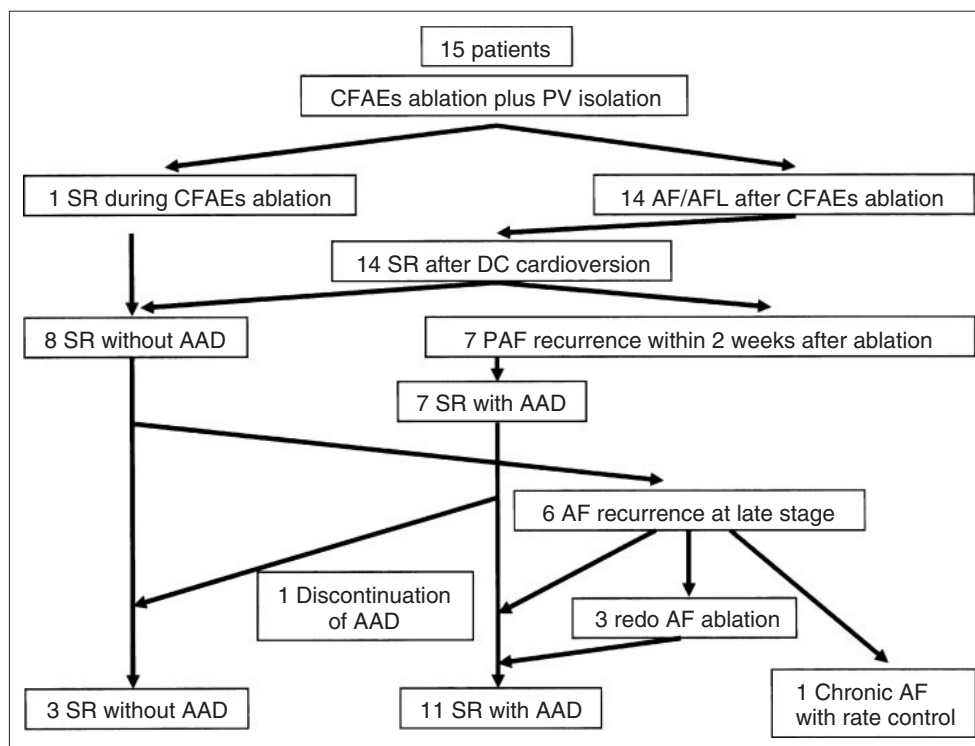 15 patients
CFAEs ablation plus PV isolation
1 SR during CFAEs ablation
14 AF/AFL after CFAEs ablation
14 SR after DC cardioversion
8 SR without AAD
7 PAF recurrence within 2 weeks after ablation
7 SR with AAD
6 AF recurrence at late stage
1 Discontinuation
of AAD
3 redo AF ablation
3 SR without AAD
11 SR with AAD
1 Chronic AF
with rate control